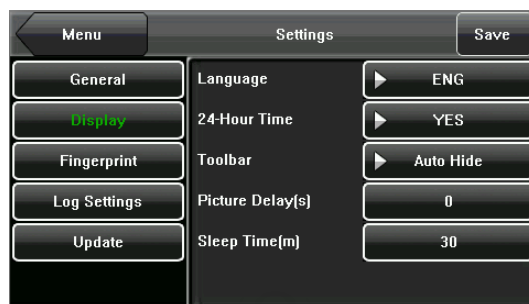 Menu
Settings
Save
General
Language
ENG
Display
24-Hour Time
YES
Fingerprint
Toolbar
Auto Hide
Log Settings
Picture Delay(s)
0
Update
Sleep Time(m)
30